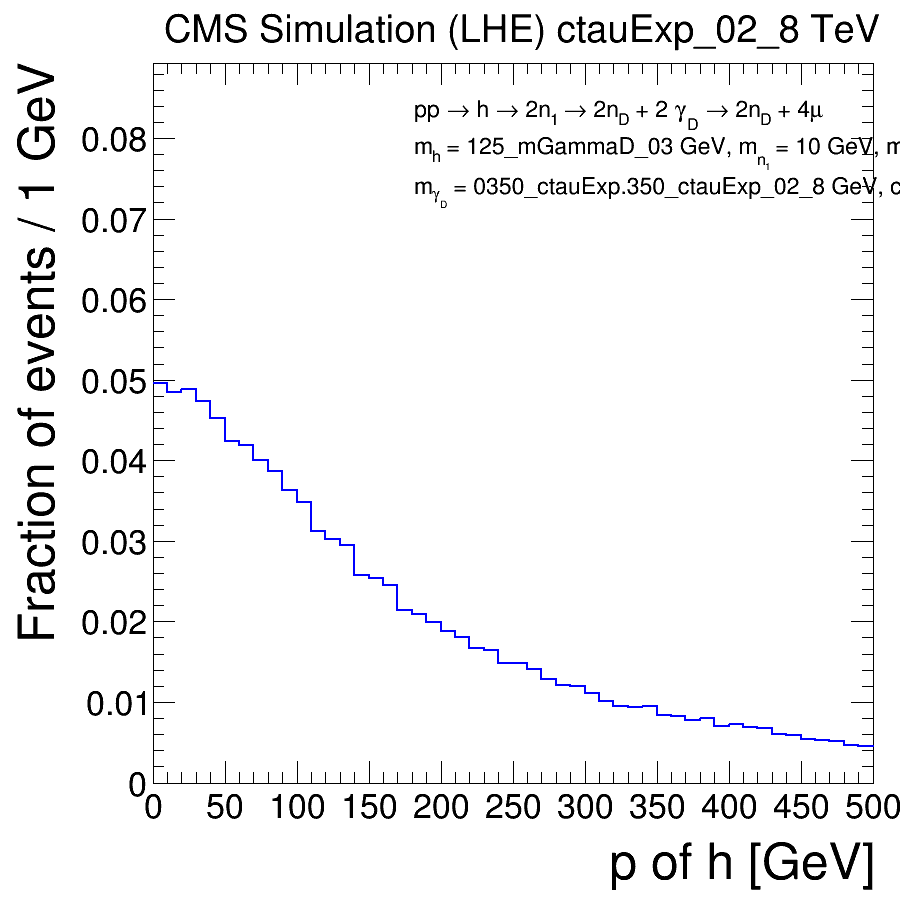 CMS Simulation (LHE) ctauExp_02_8 TeV
pp → h → 2n1 → 2nD + 2 γD → 2nD + 4μ
mh = 125_mGammaD_03 GeV, mn1 = 10 GeV, m
mγD = 0350_ctauExp.350_ctauExp_02_8 GeV, c
Fraction of events / 1 GeV
0.08
0.07
0.06
0.05
0.04
0.03
0.02
0.01
0
0 50 100 150 200 250 300 350 400 450 500
p of h [GeV]